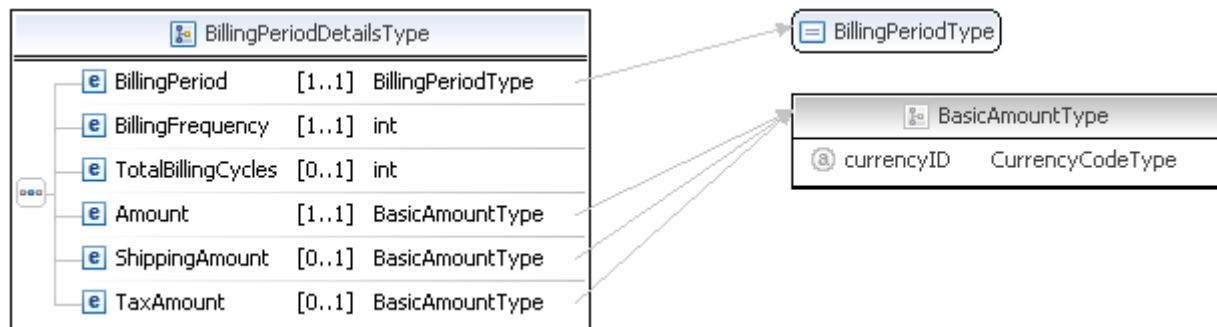 BillingPeriodDetailsType
e BillingPeriod [1..1] BillingPeriodType
e BillingFrequency [1..1] int
e TotalBillingCycles [0..1] int
e Amount [1..1] BasicAmountType
e ShippingAmount [0..1] BasicAmountType
e TaxAmount [0..1] BasicAmountType
BillingPeriodType
BasicAmountType
a currencyID CurrencyCodeType